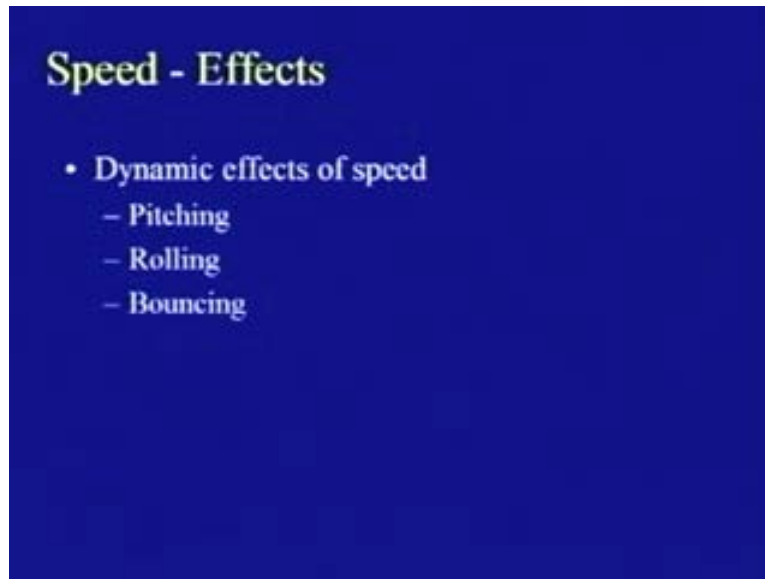 Speed - Effects
• Dynamic effects of speed
– Pitching
– Rolling
– Bouncing